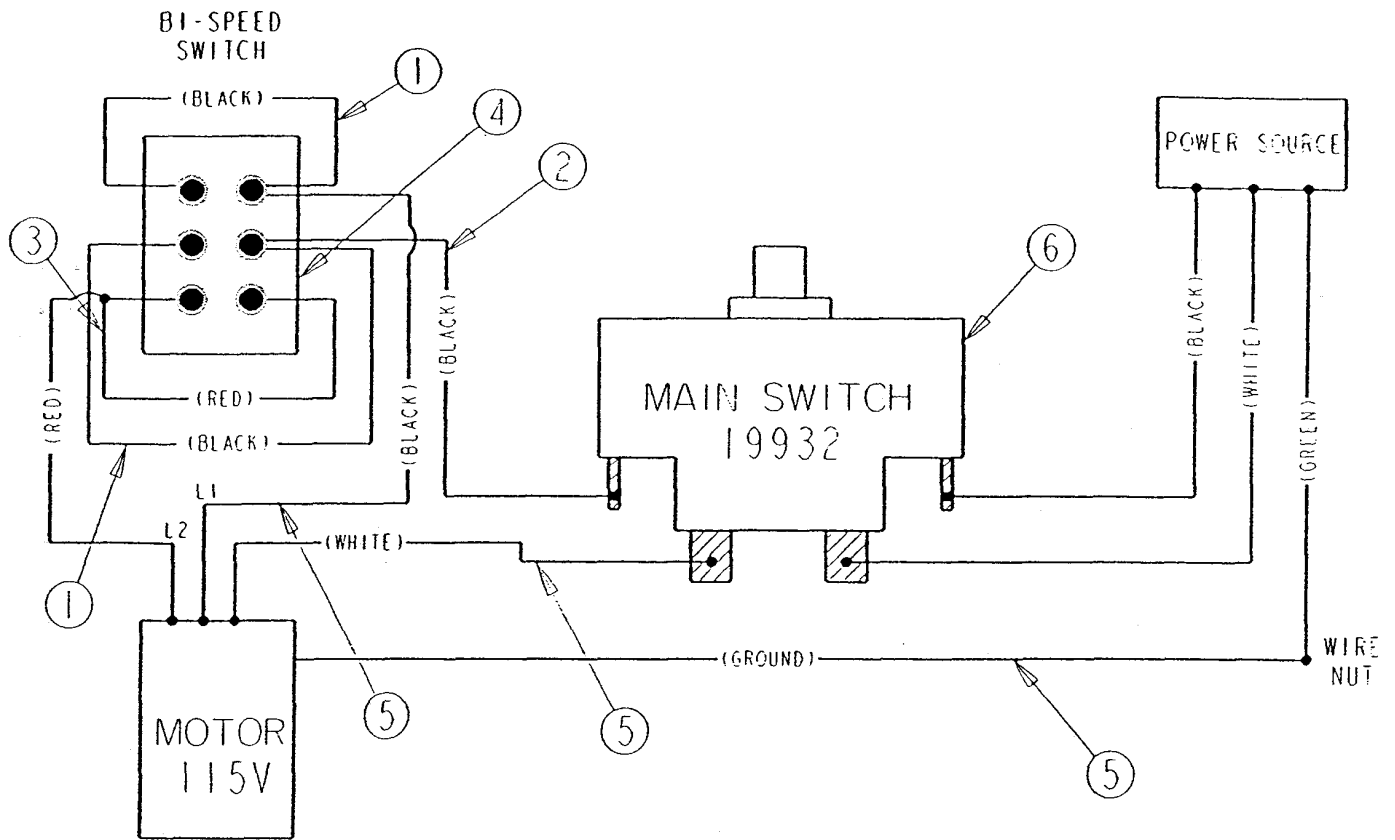 BI-SPEED
SWITCH
(BLACK)
1
4
2
3
POWER SOURCE
6
(BLACK)
(BLACK)
(WHITE)
(GREEN)
(RED)
(RED)
(BLACK)
(BLACK)
MAIN SWITCH
19932
L1
L2
(WHITE)
1
(GROUND)
WIRE
NUT
5
5
5
MOTOR
115V